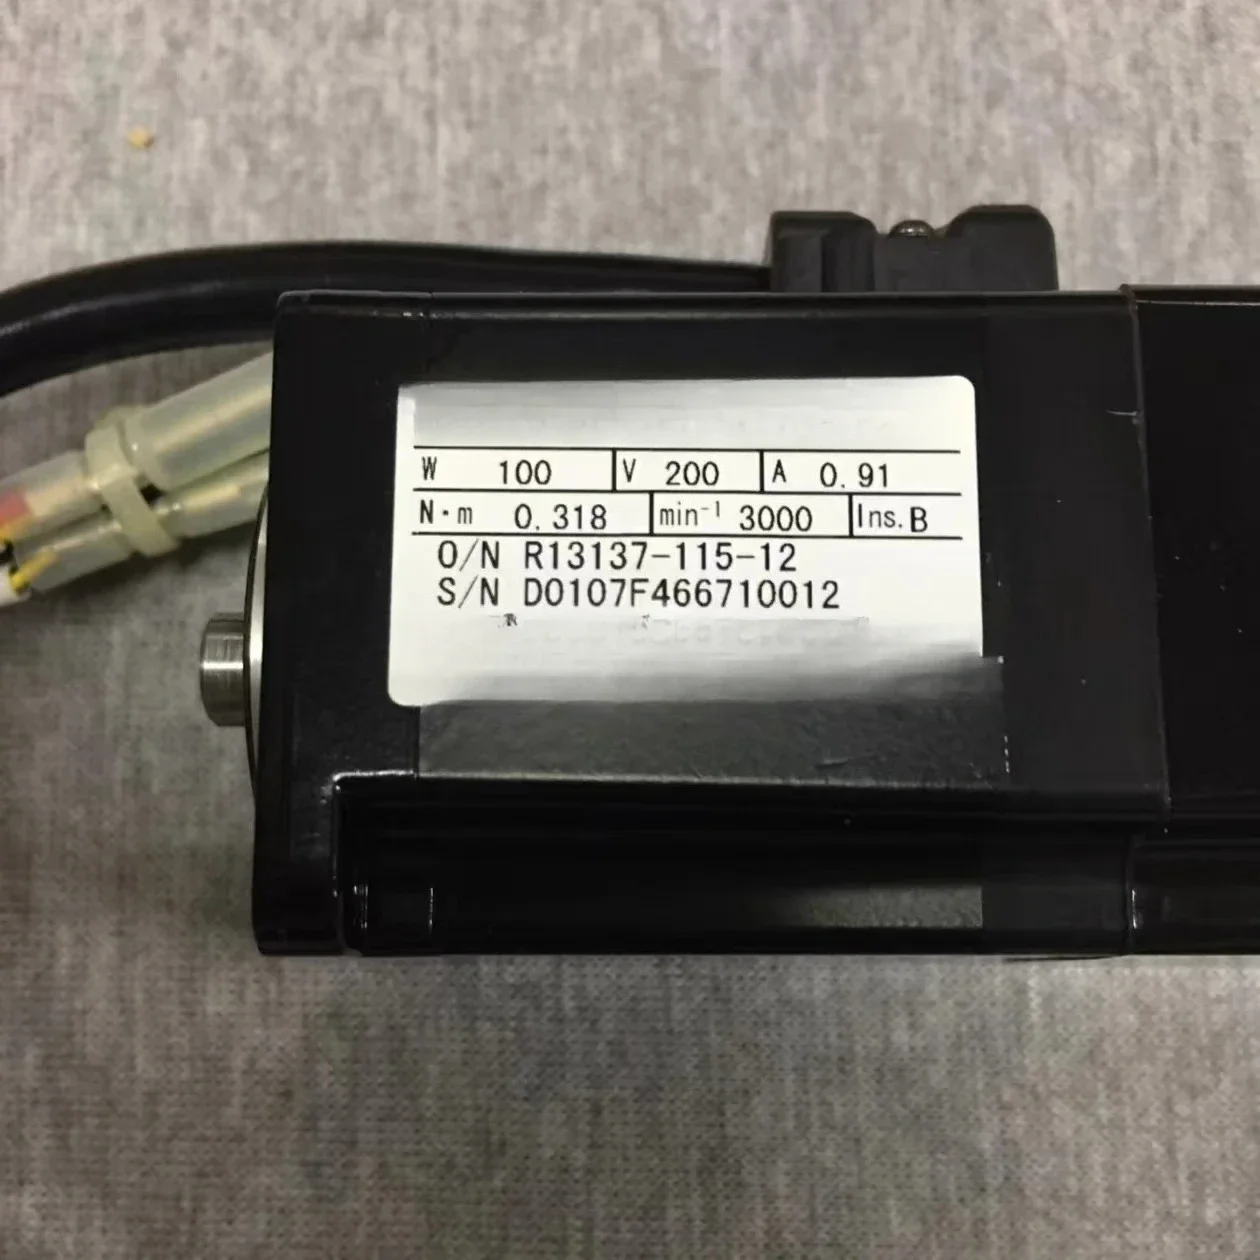 W 100 V 200 A 0.91
N·m 0.318 min⁻¹ 3000 Ins. B
O/N R13137-115-12
S/N D0107F466710012